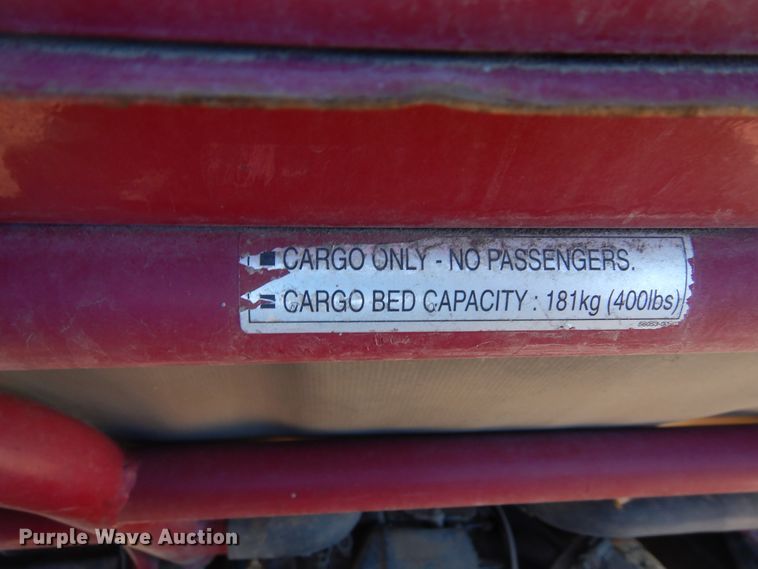 CARGO ONLY - NO PASSENGERS.
CARGO BED CAPACITY : 181kg (400lbs)
Purple Wave Auction